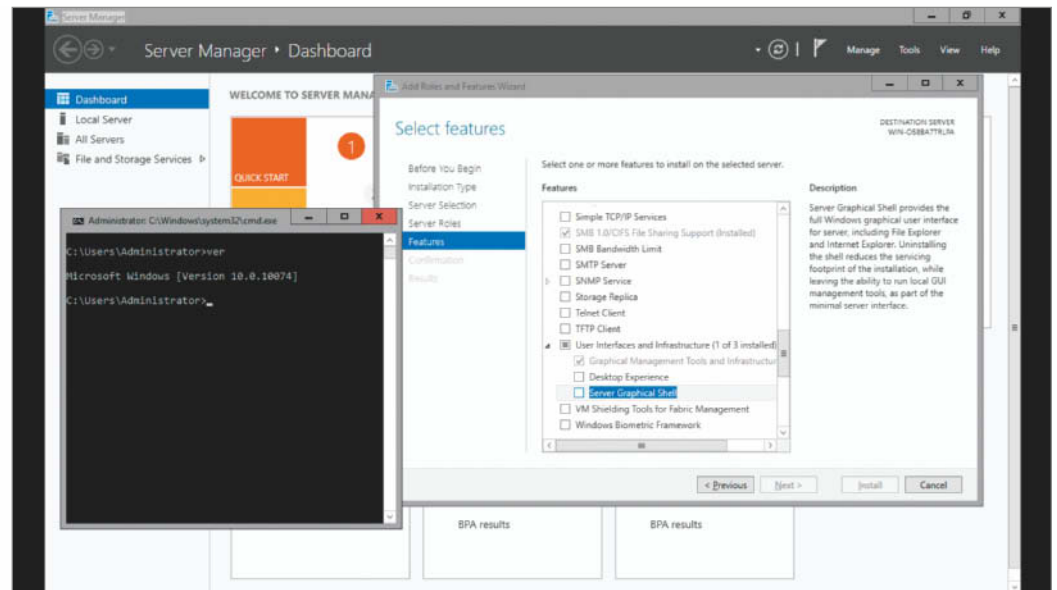 Server Manager
Server Manager • Dashboard
Manage Tools View Help
Dashboard
Local Server
All Servers
File and Storage Services
WELCOME TO SERVER MANA
QUICK START
1
Administrator: C:\Windows\system32\cmd.exe
C:\Users\Administrator>ver
Microsoft Windows [Version 10.0.10074]
C:\Users\Administrator>_
Add Roles and Features Wizard
Select features
DESTINATION SERVER
Before You Begin
Installation Type
Server Selection
Server Roles
Features
Confirmation
Results
Select one or more features to install on the selected server.
Features
Simple TCP/IP Services
SMB 1.0/CIFS File Sharing Support (Installed)
SMB Bandwidth Limit
SMTP Server
SNMP Service
Storage Replica
Telnet Client
TFTP Client
User Interfaces and Infrastructure (1 of 3 installed)
Graphical Management Tools and Infrastructur
Desktop Experience
Server Graphical Shell
VM Shielding Tools for Fabric Management
Windows Biometric Framework
Description
Server Graphical Shell provides the
full Windows graphical user interface
for server, including File Explorer
and Internet Explorer. Uninstalling
the shell reduces the servicing
footprint of the installation, while
leaving the ability to run local GUI
management tools, as part of the
minimal server interface.
< Previous Next > Install Cancel
BPA results BPA results